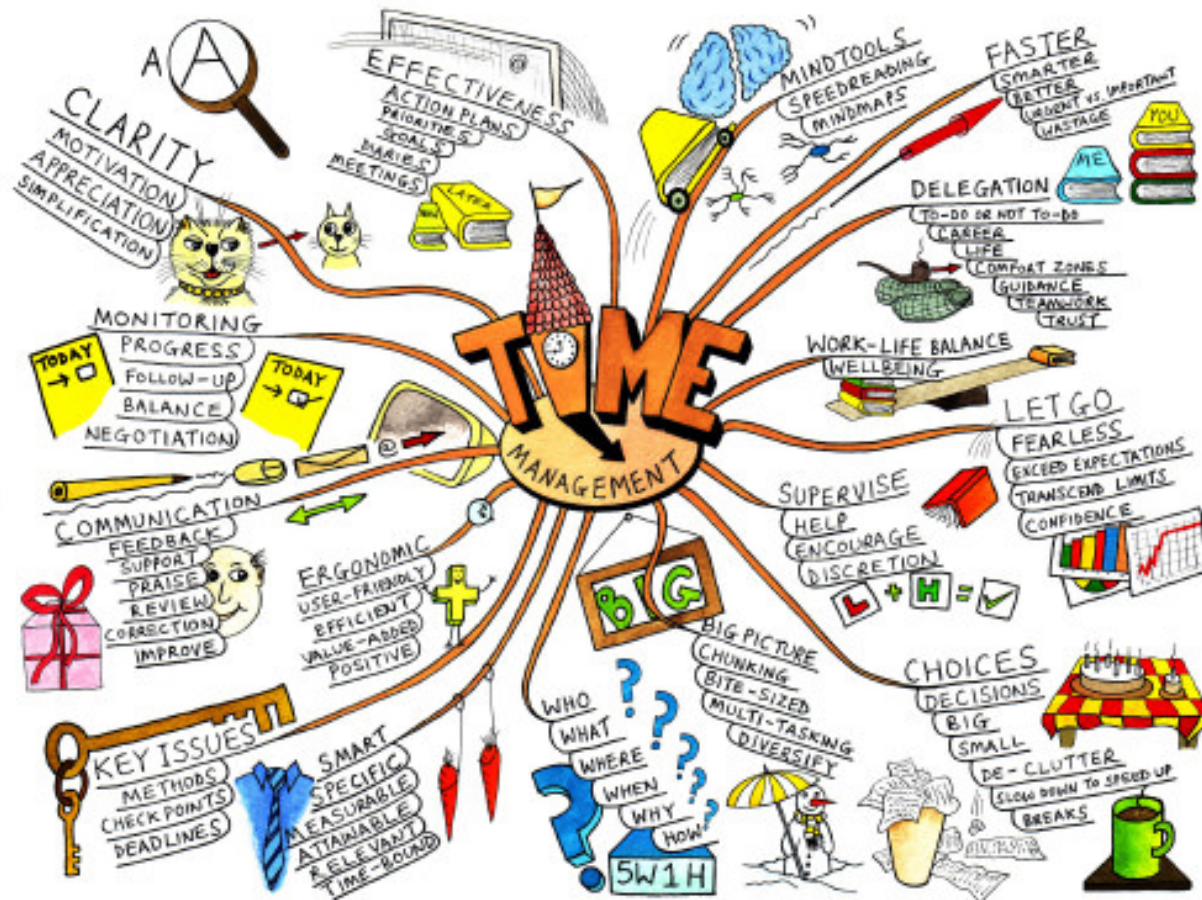 TIME
MANAGEMENT
A A
CLARITY
MOTIVATION
APPRECIATION
SIMPLIFICATION
EFFECTIVENESS
ACTION PLANS
PRIORITIES
GOALS
DIARIES
MEETINGS
NOW
LATER
MINDTOOLS
SPEEDREADING
MINDMAPS
FASTER
SMARTER
BETTER
URGENT VS. IMPORTANT
WASTAGE
YOU
ME
DELEGATION
TO-DO OR NOT TO-DO
CAREER
LIFE
COMFORT ZONES
GUIDANCE
TEAMWORK
TRUST
WORK-LIFE BALANCE
WELLBEING
LET GO
FEARLESS
EXCEED EXPECTATIONS
TRANSCEND LIMITS
CONFIDENCE
SUPERVISE
HELP
ENCOURAGE
DISCRETION
L + H = ✓
CHOICES
DECISIONS
BIG
SMALL
DE-CLUTTER
SLOW DOWN TO SPEED UP
BREAKS
BIG
BIG PICTURE
CHUNKING
BITE-SIZED
MULTI-TASKING
DIVERSIFY
WHO
WHAT
WHERE
WHEN
WHY
HOW
? ? ? ? ? ?
5W1H
SMART
SPECIFIC
MEASURABLE
ATTAINABLE
RELEVANT
TIME-BOUND
KEY ISSUES
METHODS
CHECKPOINTS
DEADLINES
ERGONOMIC
USER-FRIENDLY
EFFICIENT
VALUE-ADDED
POSITIVE
COMMUNICATION
FEEDBACK
SUPPORT
PRAISE
REVIEW
CORRECTION
IMPROVE
@
MONITORING
PROGRESS
FOLLOW-UP
BALANCE
NEGOTIATION
TODAY
→ ☐
TODAY
→ ☑